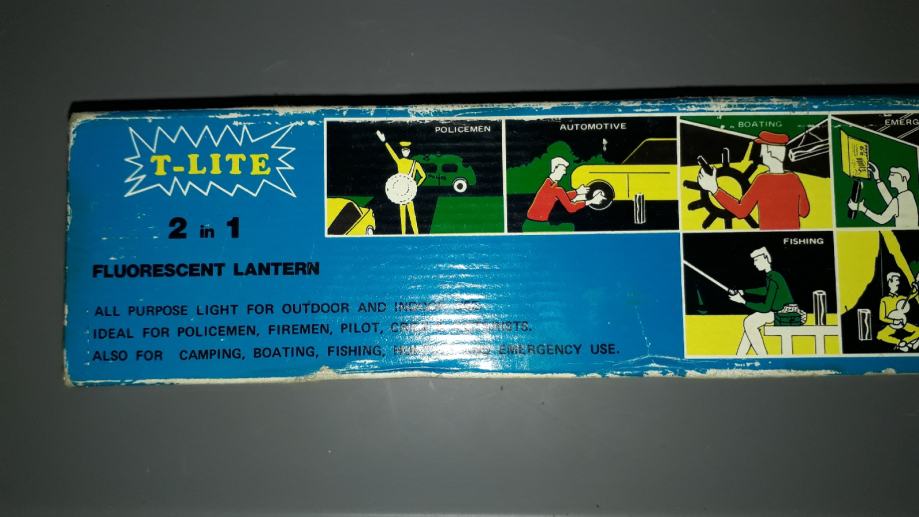 T-LITE
2 in 1
FLUORESCENT LANTERN
ALL PURPOSE LIGHT FOR OUTDOOR AND
IDEAL FOR POLICEMEN, FIREMEN, PILOT,
ALSO FOR CAMPING, BOATING, FISHING, EMERGENCY USE.
POLICEMEN
AUTOMOTIVE
BOATING
EMERG
FISHING